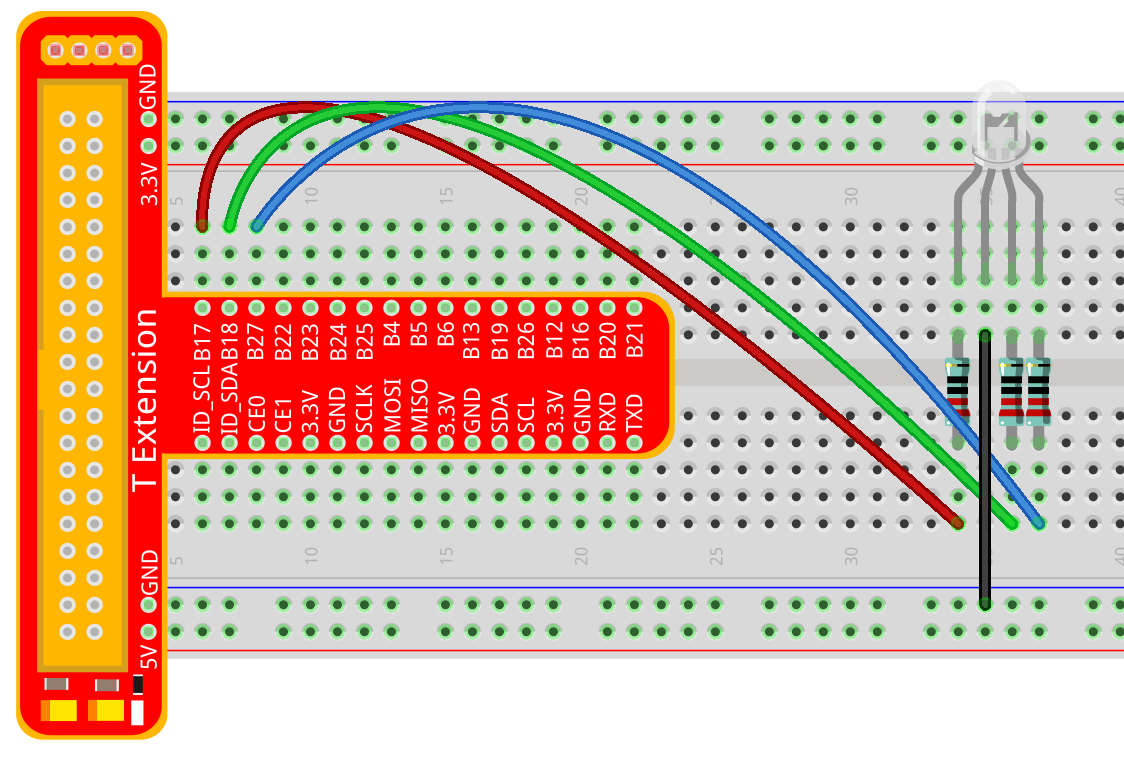 GND
3.3V
5 10 15 20 25 30 40
B17 B18 B27 B22 B23 B24 B25 B4 B5 B6 B13 B19 B26 B12 B16 B20 B21
ID_SCL ID_SDA CE0 CE1 3.3V GND SCLK MOSI MISO 3.3V GND SDA SCL 3.3V GND RXD TXD
T Extension
5 10 15 20 25 30 40
GND
5V